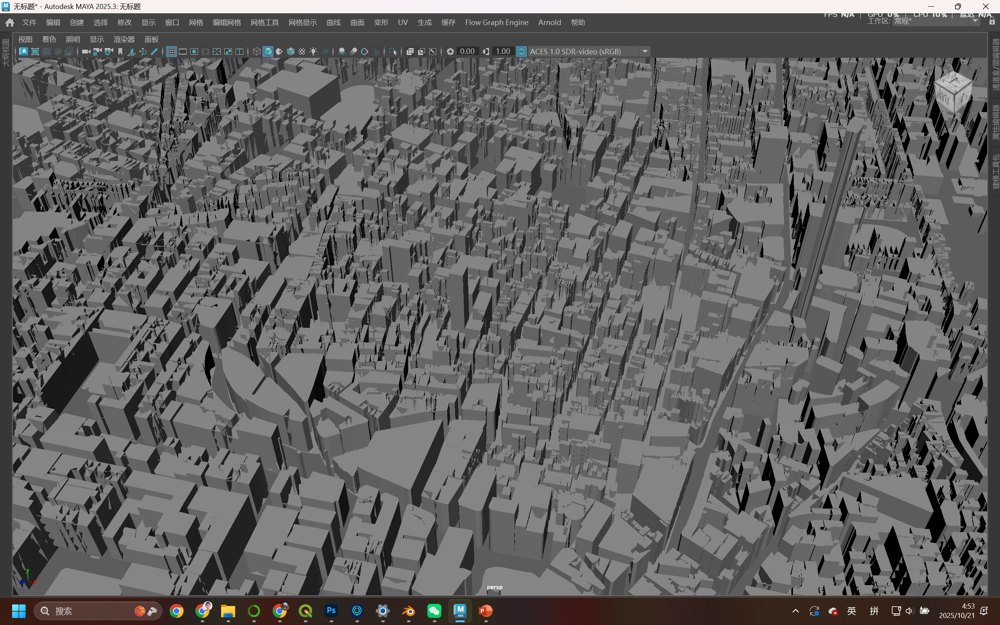 无标题* - Autodesk MAYA 2025.3: 无标题
FPS N/A GPU 0% CPU 10% 延迟 N/A
文件 编辑 创建 选择 修改 显示 窗口 网格 编辑网格 网格工具 网格显示 曲线 曲面 变形 UV 生成 缓存 Flow Graph Engine Arnold 帮助
工作区: 常规*
视图 着色 照明 显示 渲染器 面板
0.00 1.00 ON ACES 1.0 SDR-video (sRGB)
大纲视图
通道盒/层编辑器
属性编辑器
建模工具包
上
前 右
y
z x
persp
搜索
Ps
M
AYA
P
英 拼
4:53
2025/10/21